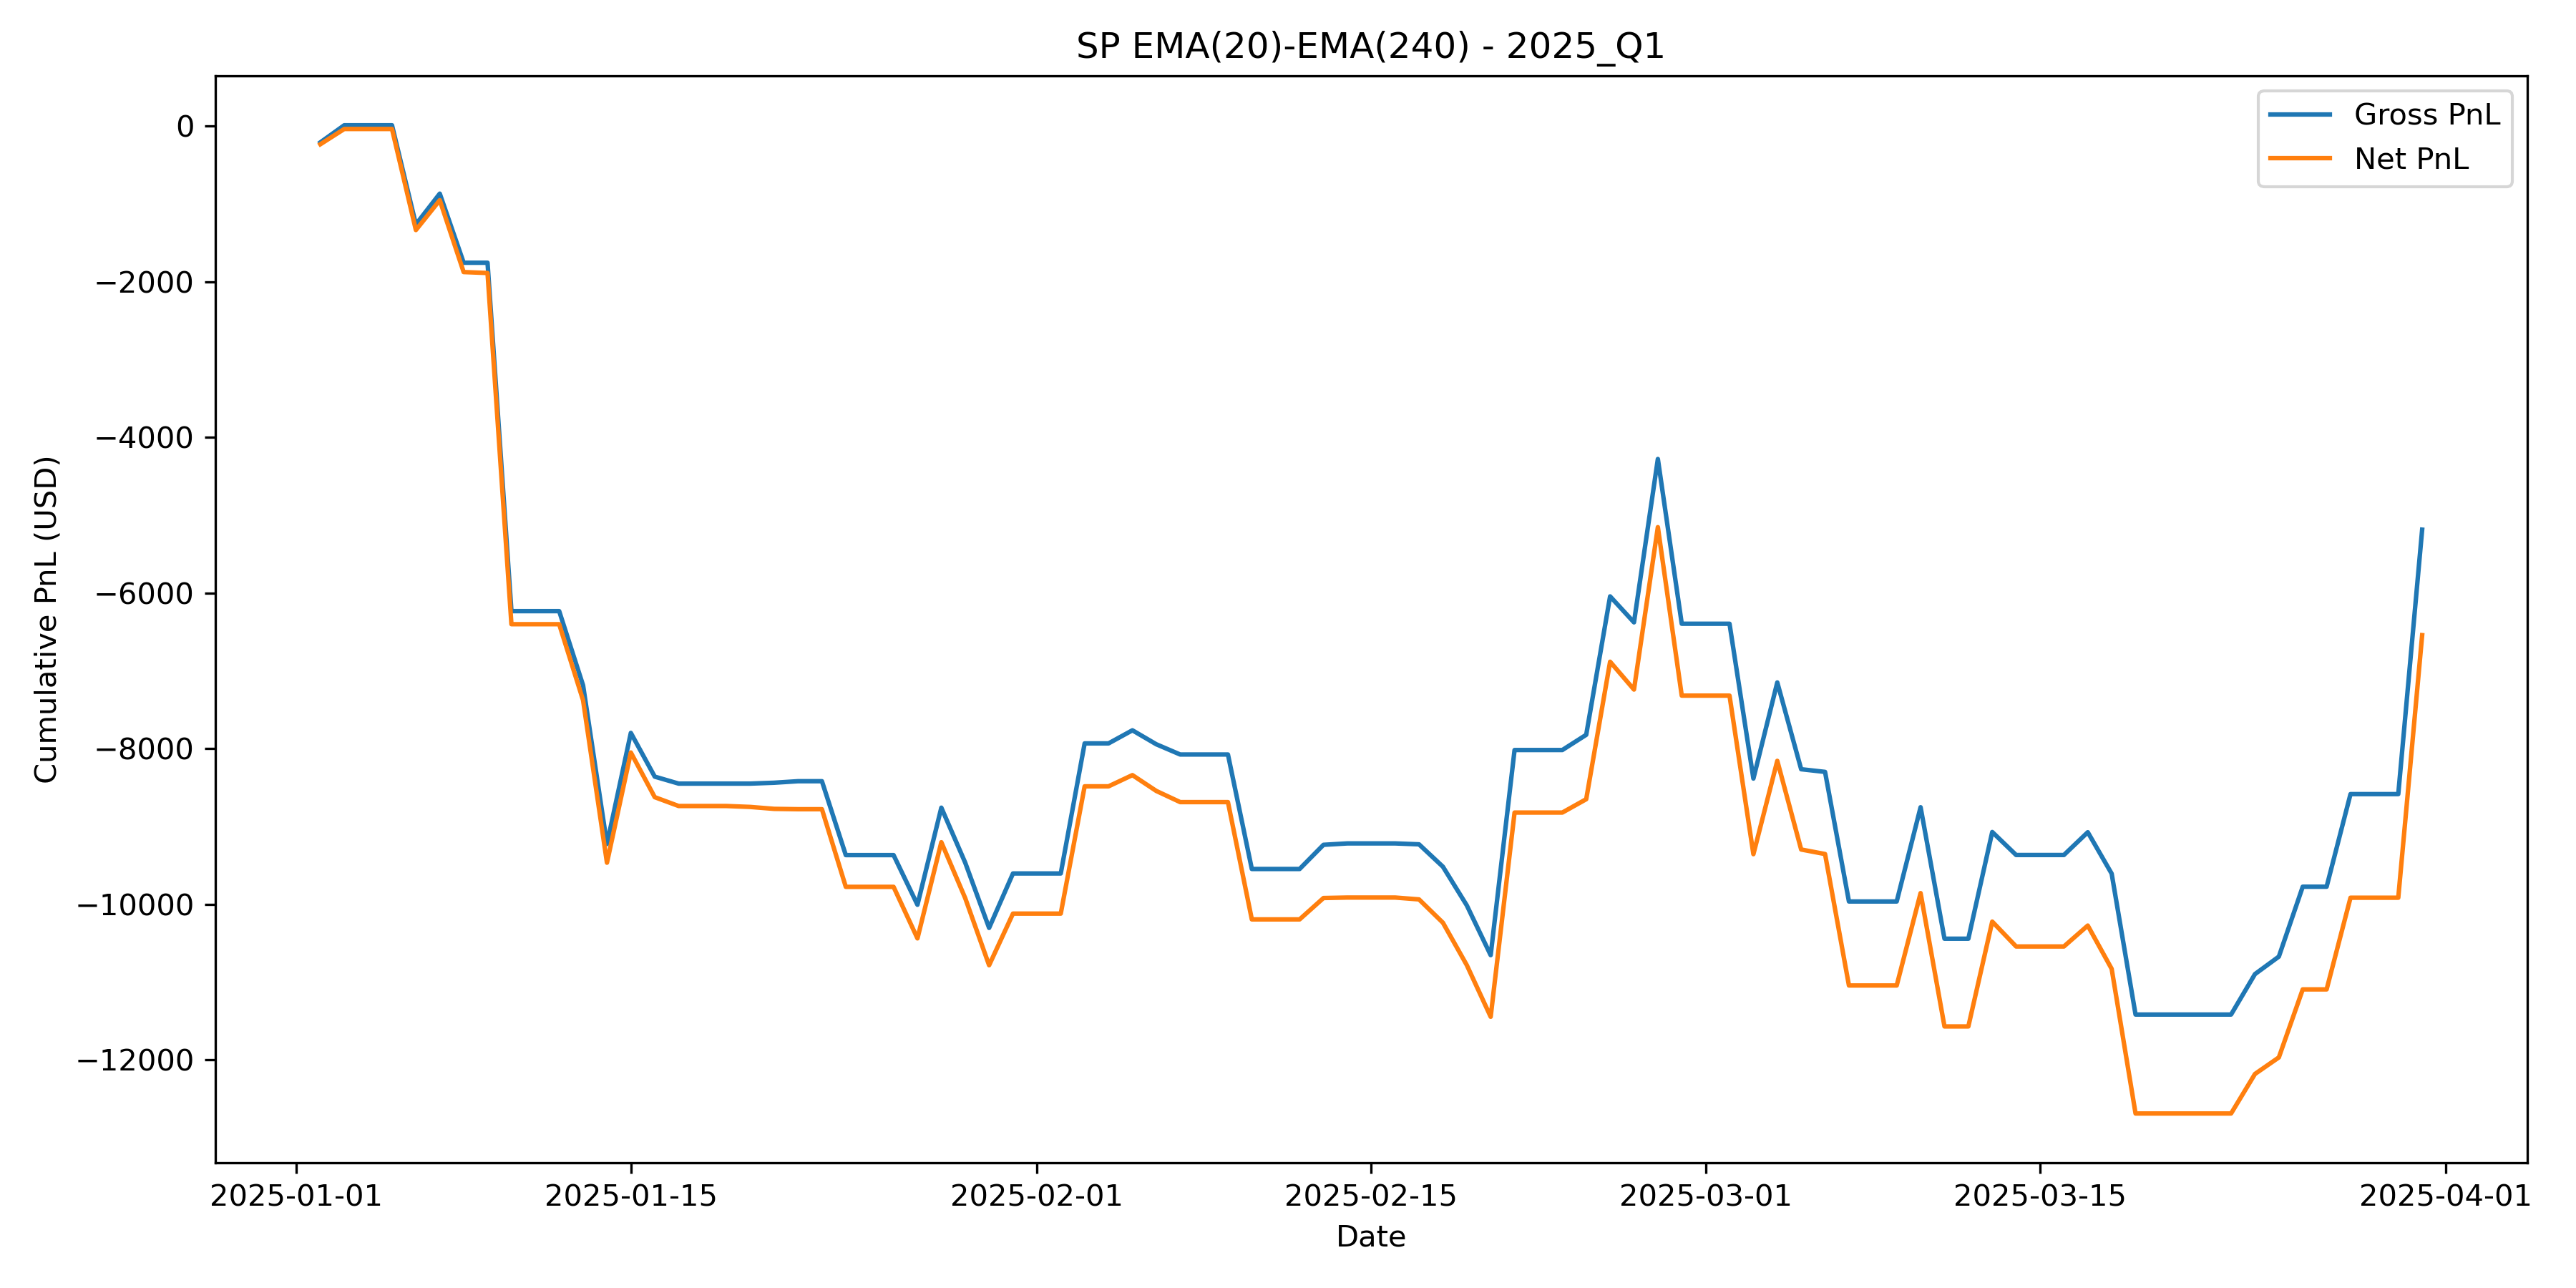 SP EMA(20)-EMA(240) - 2025_Q1
Gross PnL
Net PnL
Cumulative PnL (USD)
0
−2000
−4000
−6000
−8000
−10000
−12000
2025-01-01 2025-01-15 2025-02-01 2025-02-15 2025-03-01 2025-03-15 2025-04-01
Date